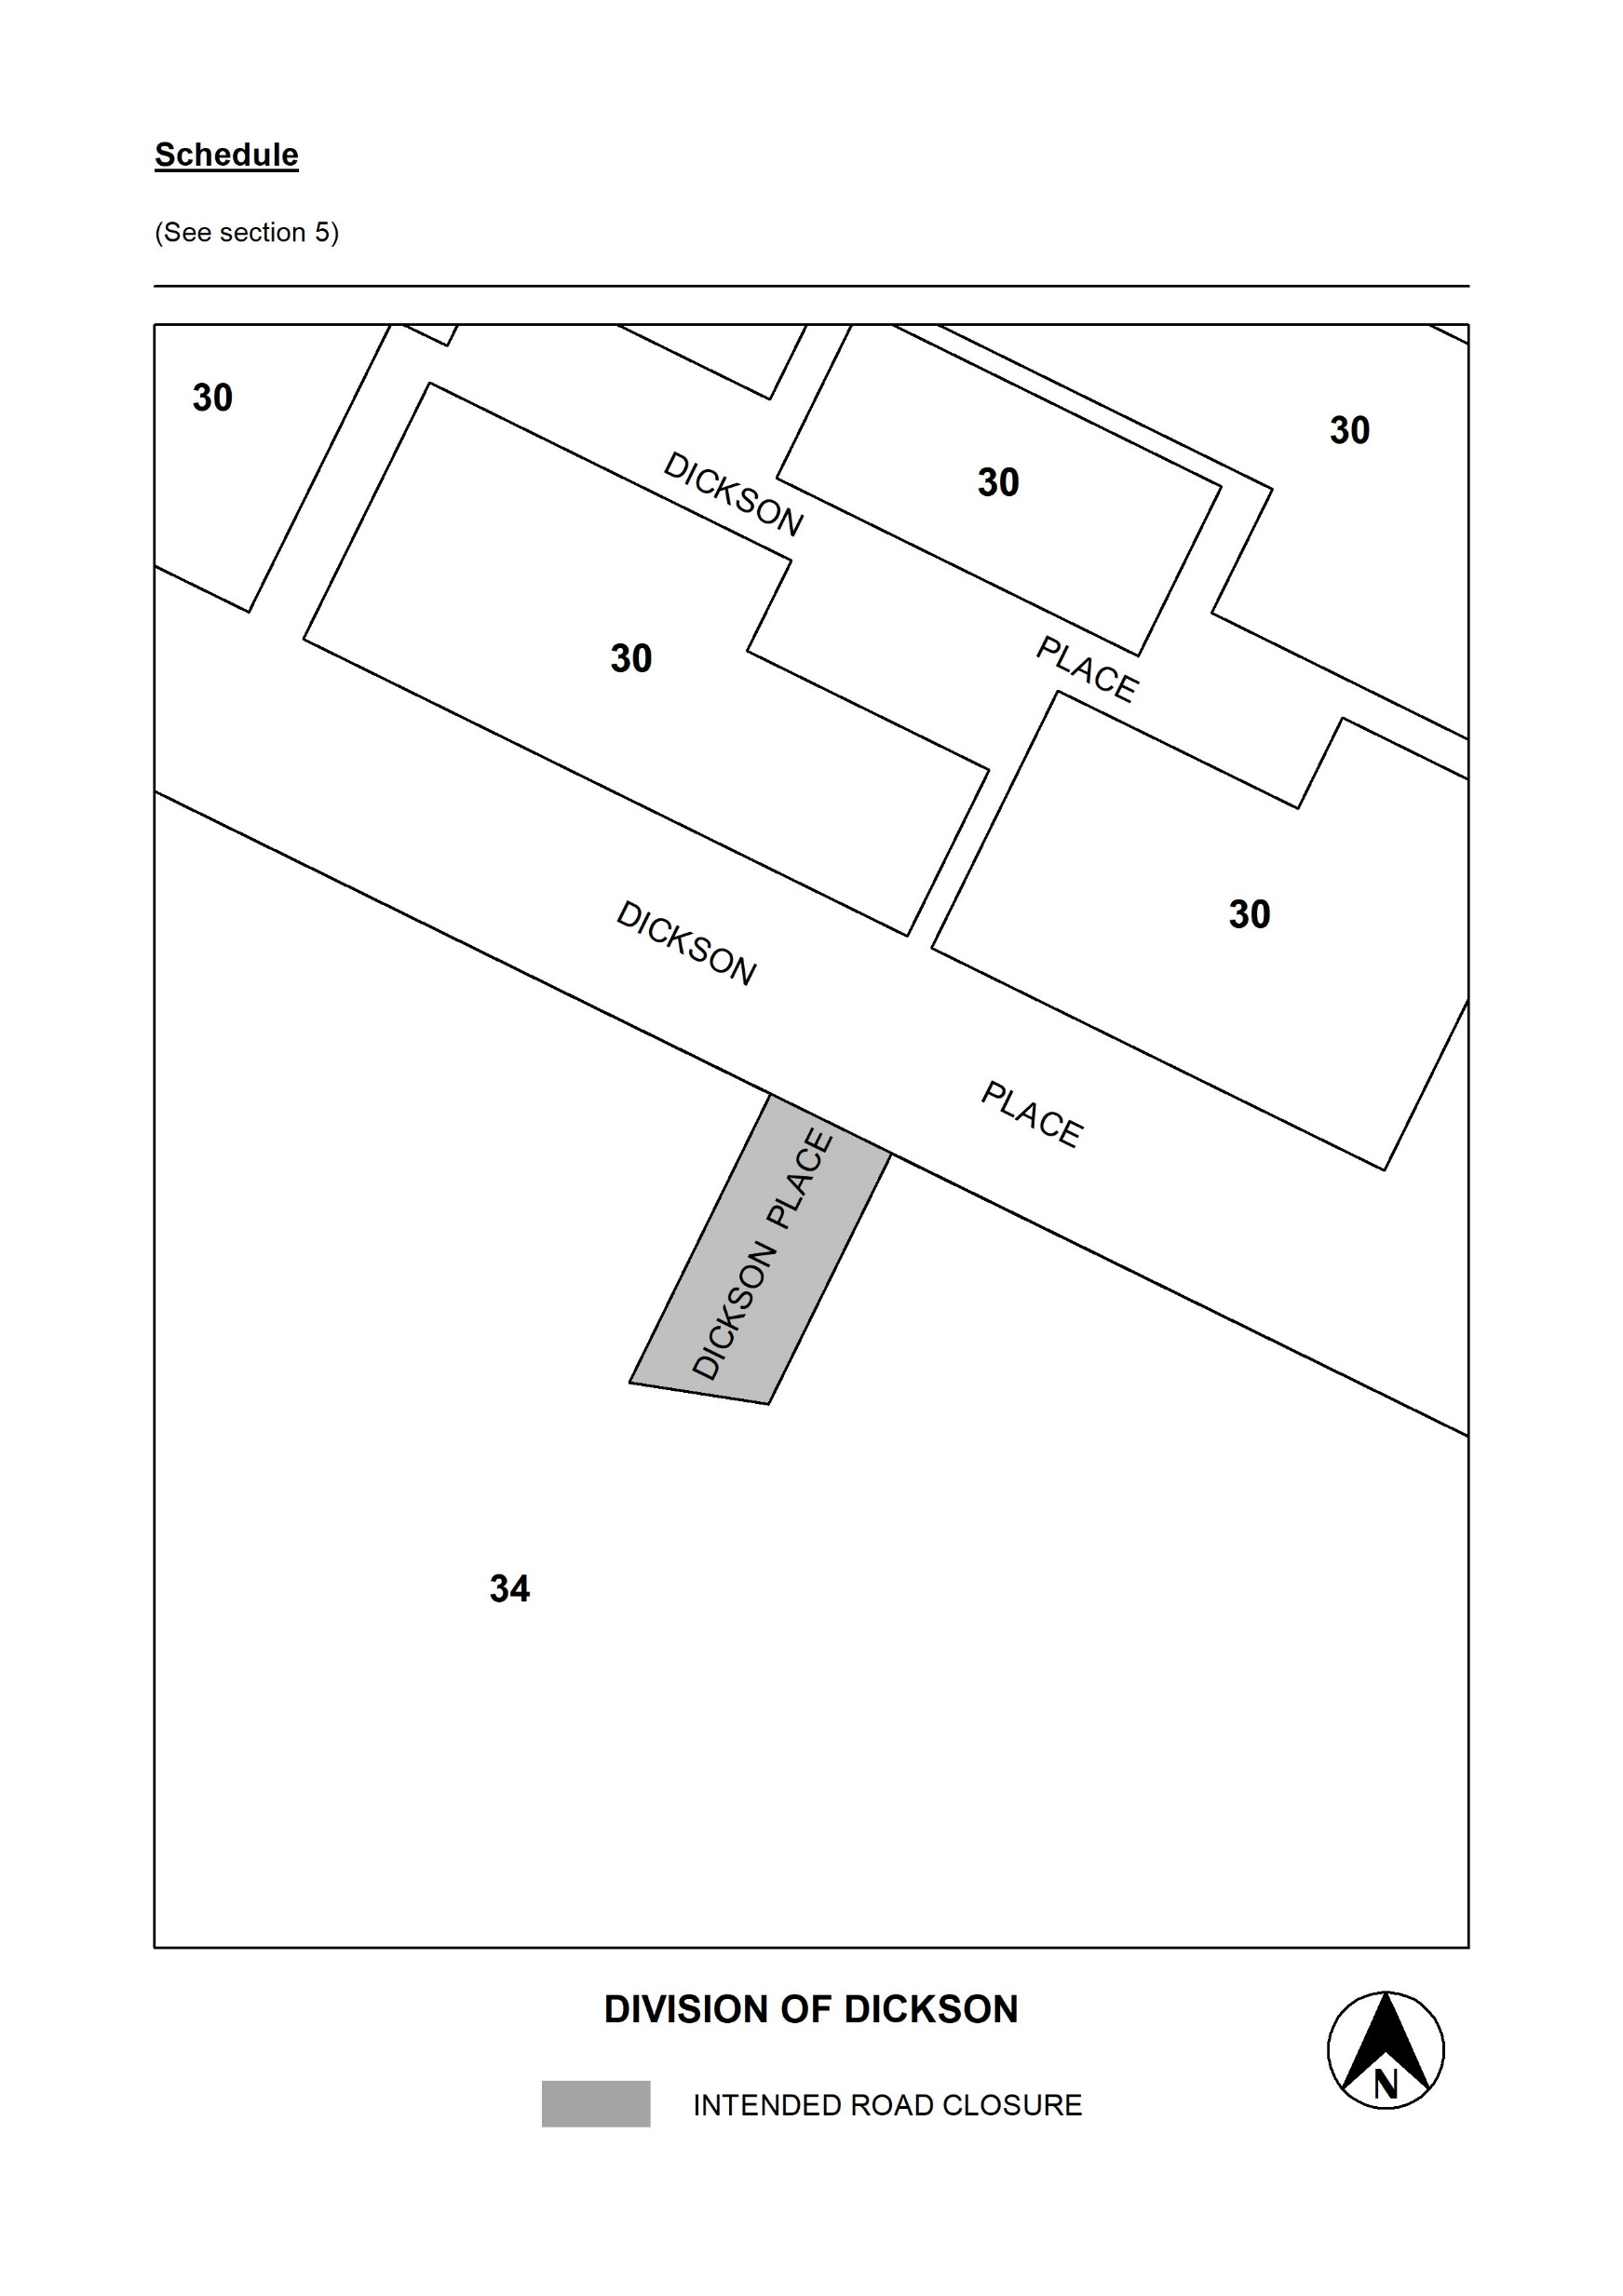 Schedule
(See section 5)
30
30
30
DICKSON
PLACE
30
30
DICKSON
PLACE
DICKSON PLACE
34
DIVISION OF DICKSON
INTENDED ROAD CLOSURE
N